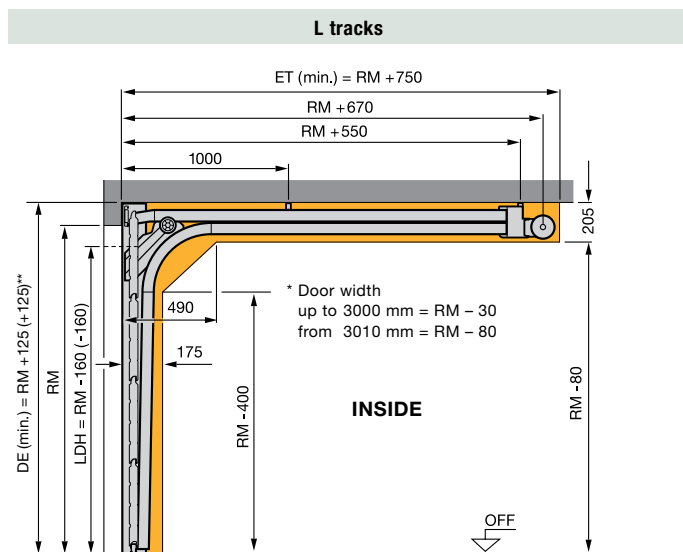 L tracks
ET (min.) = RM +750
RM +670
RM +550
1000
205
DE (min.) = RM +125 (+125)**
RM
LDH = RM -160 (-160)
490
175
RM -400
* Door width
up to 3000 mm = RM – 30
from 3010 mm = RM – 80
INSIDE
RM -80
OFF